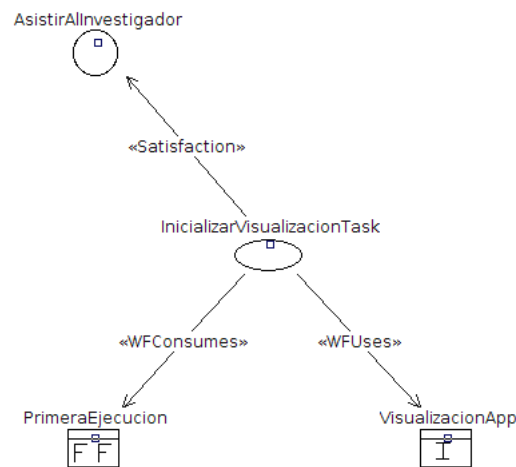 AsistirAlInvestigador
«Satisfaction»
InicializarVisualizacionTask
«WFConsumes» «WFUses»
PrimeraEjecucion VisualizacionApp
F F I